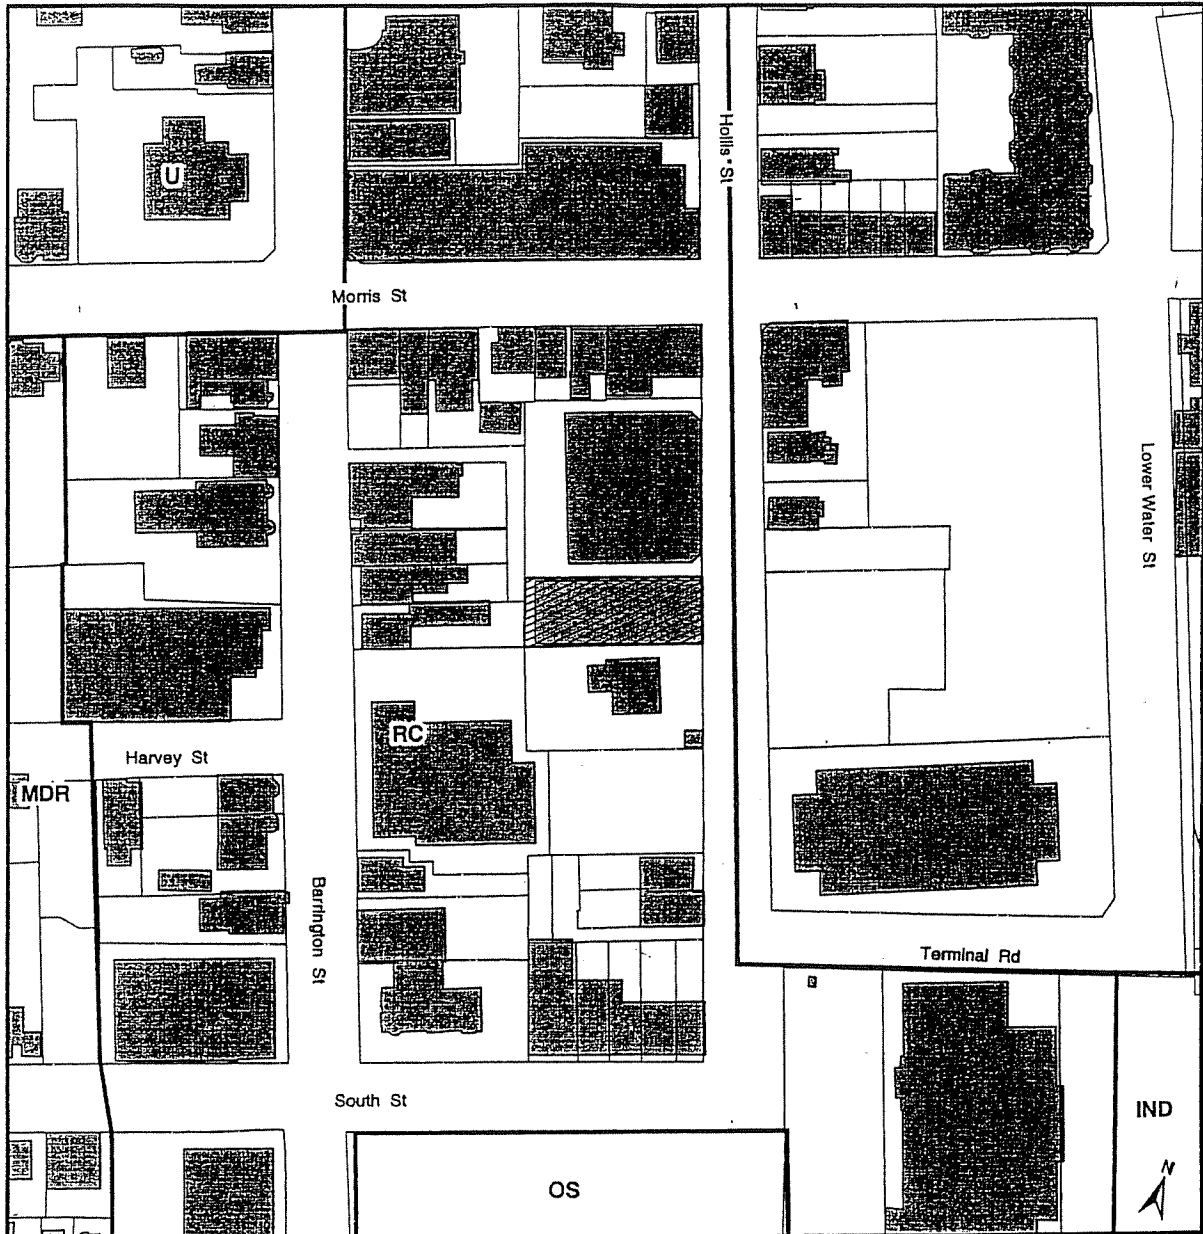 U
Hollis St
Morris St
Lower Water St
RC
Harvey St
MDR
Barrington St
Terminal Rd
South St
IND
N
OS